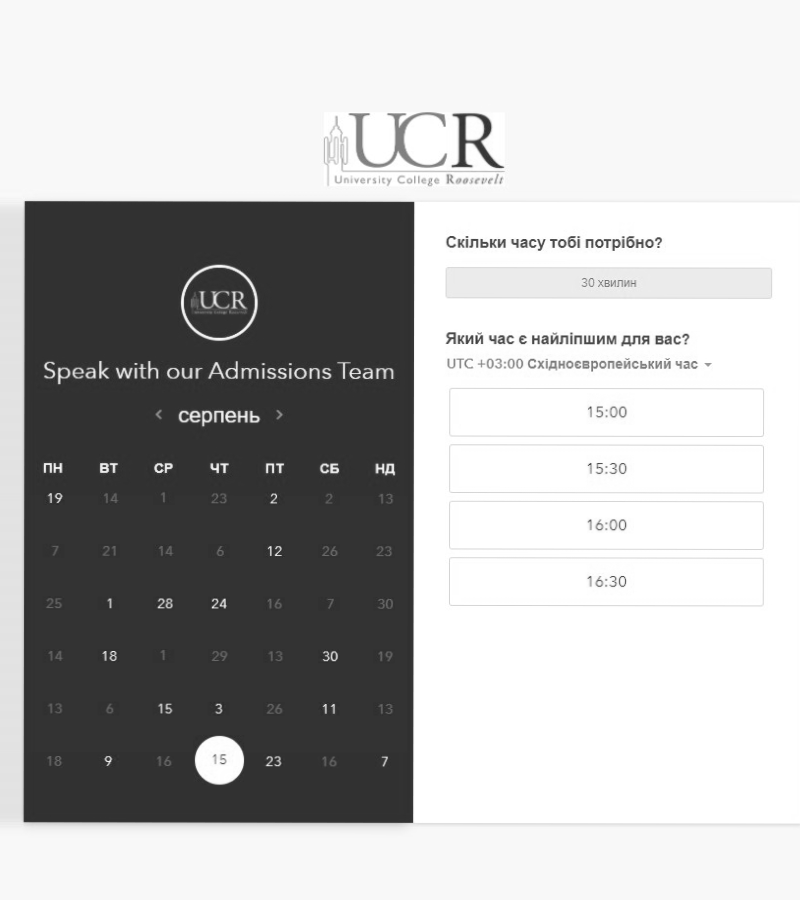 UCR
University College Roosevelt
UCR
Speak with our Admissions Team
< серпень >
ПН ВТ СР ЧТ ПТ СБ НД
19 14 1 23 2 2 13
7 21 14 6 12 26 23
25 1 28 24 16 7 30
14 18 1 29 13 30 19
13 6 15 3 26 11 13
18 9 16 15 23 16 7
Скільки часу тобі потрібно?
30 хвилин
Який час є найліпшим для вас?
UTC +03:00 Східноєвропейський час
15:00
15:30
16:00
16:30